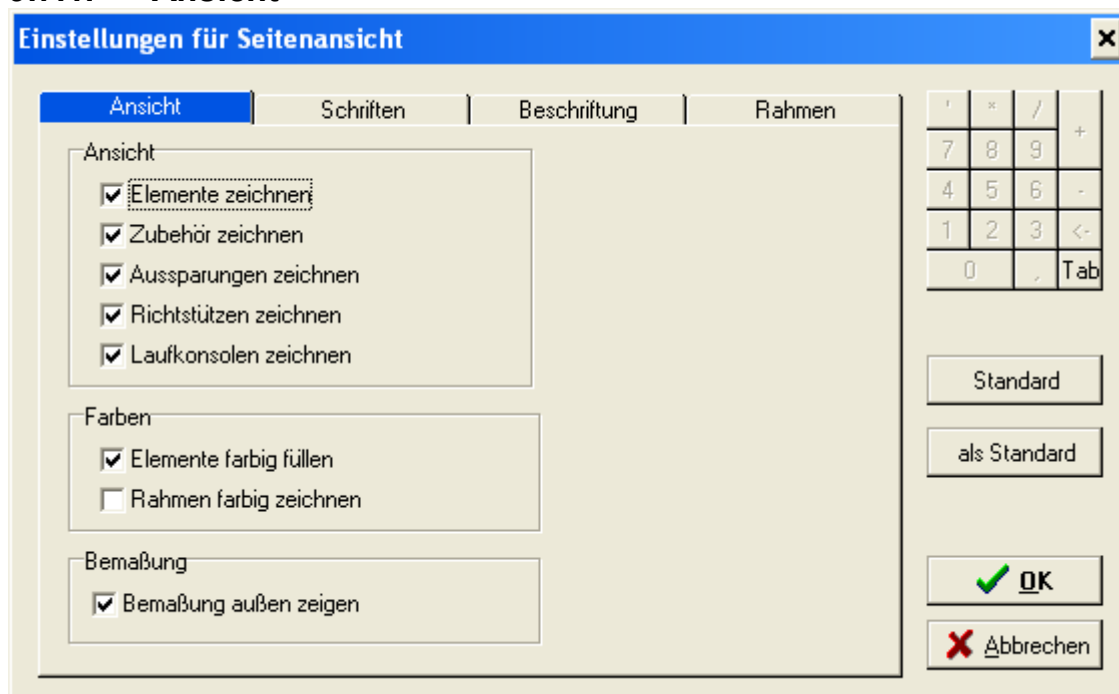 Ansicht
Einstellungen für Seitenansicht
Ansicht Schriften Beschriftung Rahmen
Ansicht
Elemente zeichnen
Zubehör zeichnen
Aussparungen zeichnen
Richtstützen zeichnen
Laufkonsolen zeichnen
Farben
Elemente farbig füllen
Rahmen farbig zeichnen
Bemaßung
Bemaßung außen zeigen
' * / +
7 8 9
4 5 6 -
1 2 3 <-
0 , Tab
Standard
als Standard
OK
Abbrechen